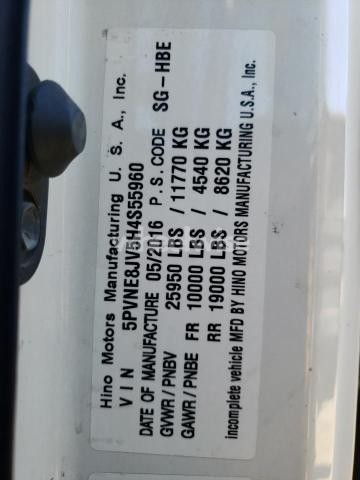 Hino Motors Manufacturing U. S. A., Inc.
VIN 5PVNE8JV5H4S55960
DATE OF MANUFACTURE 05/2016 P.S. CODE SG-HBE
GVWR/PNBV 25950 LBS / 11770 KG
GAWR/PNBE FR 10000 LBS / 4540 KG
RR 19000 LBS / 8620 KG
incomplete vehicle MFD BY HINO MOTORS MANUFACTURING U.S.A., Inc.